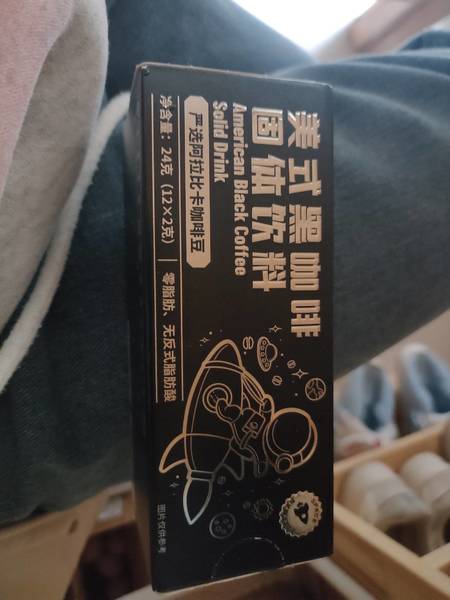 美式黑咖啡
固体饮料
American Black Coffee
Solid Drink
严选阿拉比卡咖啡豆
净含量：24克（12×2克）
零脂肪、无反式脂肪酸
图片仅供参考